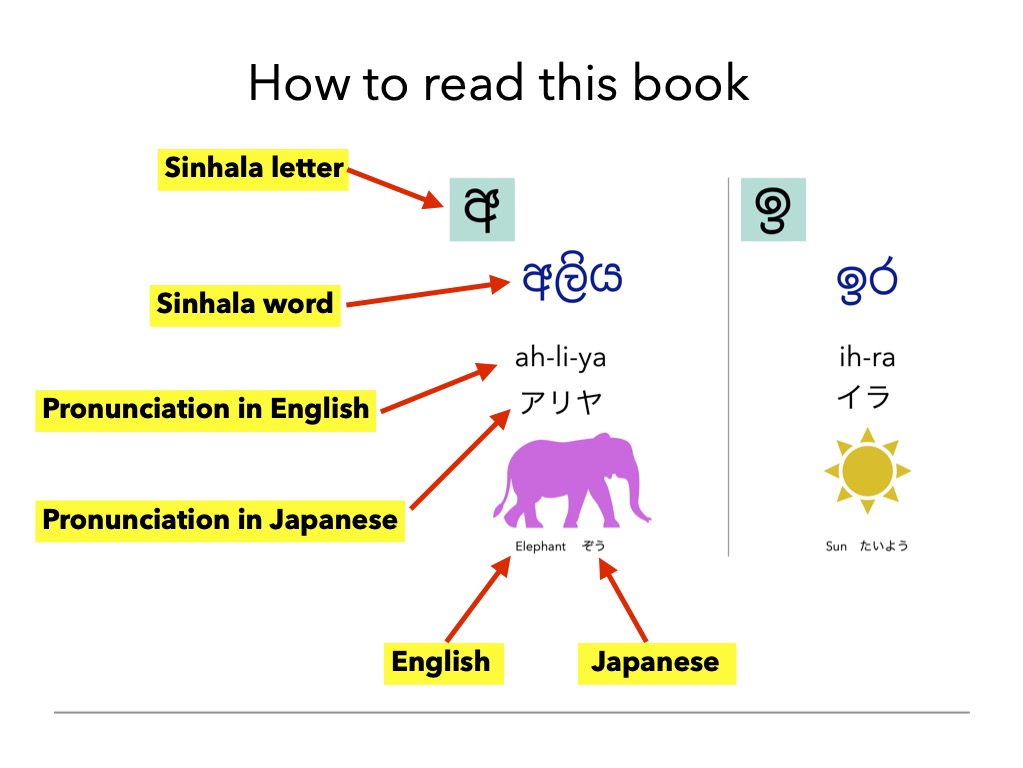 How to read this book
Sinhala letter
අ
ඉ
Sinhala word
අලිය
ඉර
ah-li-ya
ih-ra
Pronunciation in English
アリヤ
イラ
Pronunciation in Japanese
Elephant ぞう
Sun たいよう
English
Japanese